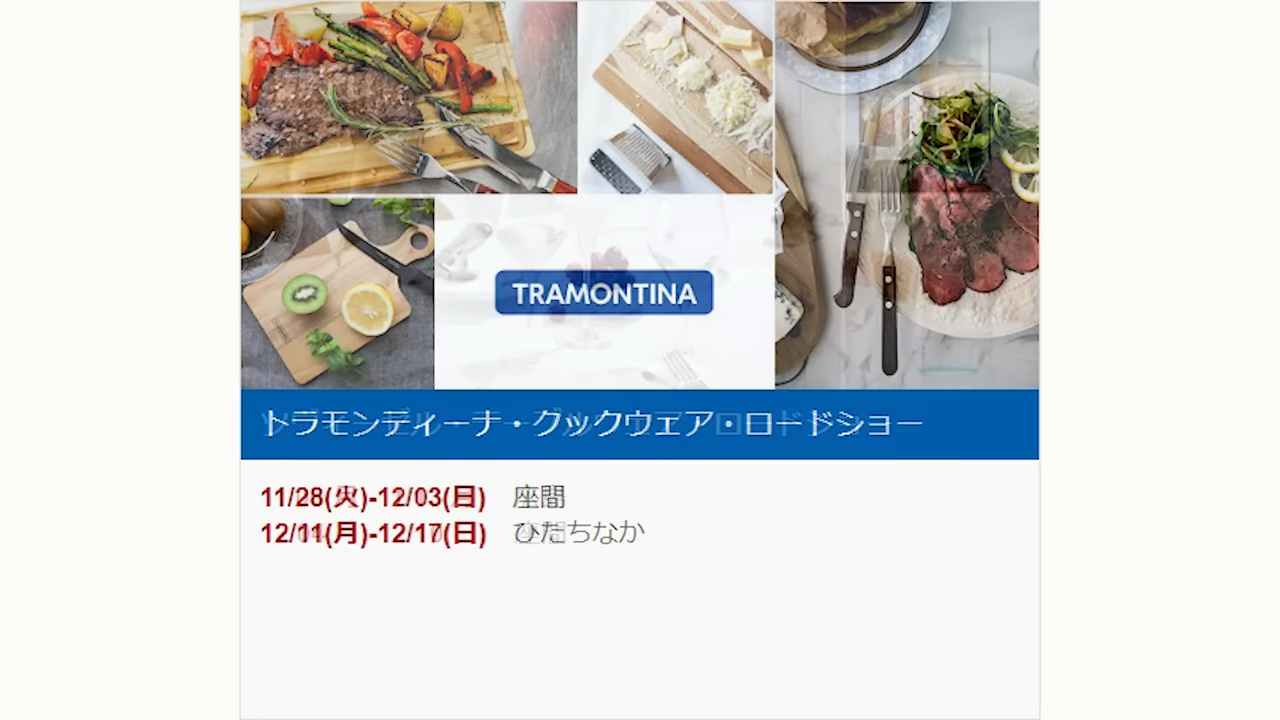 TRAMONTINA
トラモンティーナ・クックウェア・ロードショー
11/28(火)-12/03(日) 座間
12/11(月)-12/17(日) ひたちなか